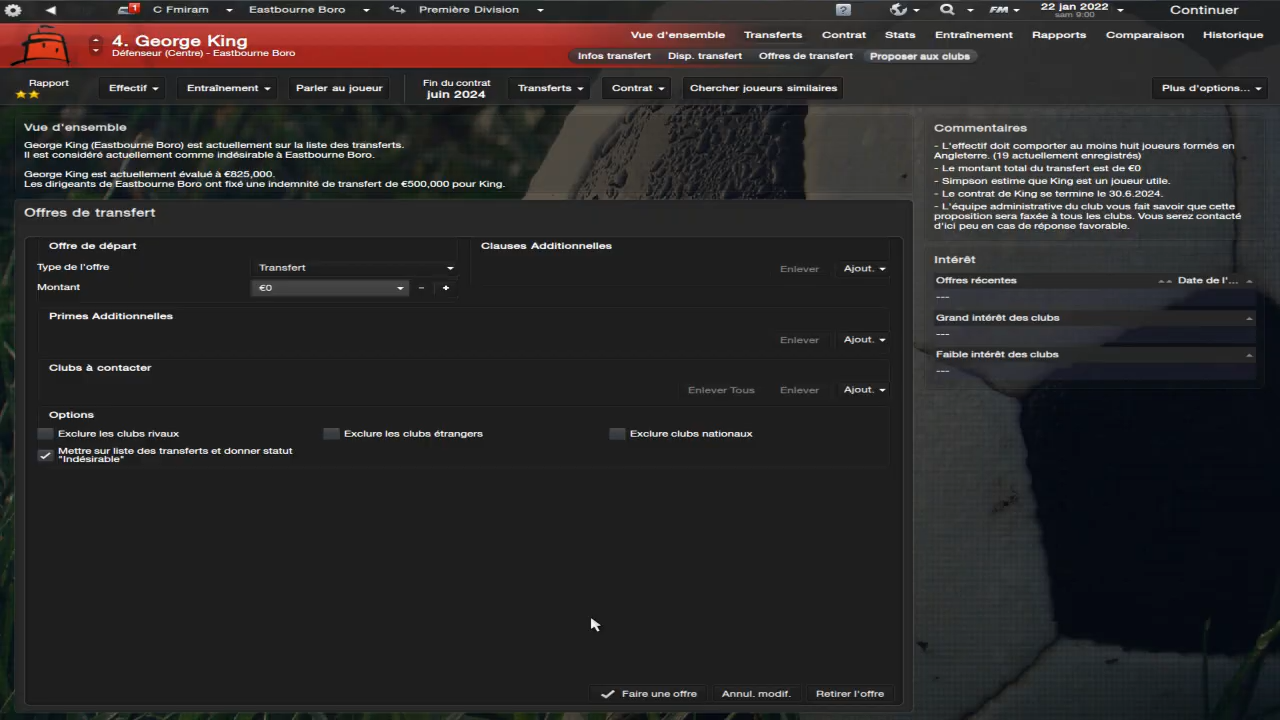 1
C Fmiram
Eastbourne Boro
Première Division
?
FM
22 jan 2022
sam 9:00
Continuer
4. George King
Défenseur (Centre) - Eastbourne Boro
Vue d'ensemble
Transferts
Contrat
Stats
Entraînement
Rapports
Comparaison
Historique
Infos transfert
Disp. transfert
Offres de transfert
Proposer aux clubs
Rapport
Effectif
Entraînement
Parler au joueur
Fin du contrat
juin 2024
Transferts
Contrat
Chercher joueurs similaires
Plus d'options...
Vue d'ensemble
George King (Eastbourne Boro) est actuellement sur la liste des transferts.
Il est considéré actuellement comme indésirable à Eastbourne Boro.
George King est actuellement évalué à €825,000.
Les dirigeants de Eastbourne Boro ont fixé une indemnité de transfert de €500,000 pour King.
Offres de transfert
Offre de départ
Type de l'offre
Transfert
Montant
€0
- +
Clauses Additionnelles
Enlever
Ajout.
Primes Additionnelles
Enlever
Ajout.
Clubs à contacter
Enlever Tous
Enlever
Ajout.
Options
Exclure les clubs rivaux
Exclure les clubs étrangers
Exclure clubs nationaux
Mettre sur liste des transferts et donner statut
"Indésirable"
Faire une offre
Annul. modif.
Retirer l'offre
Commentaires
- L'effectif doit comporter au moins huit joueurs formés en
Angleterre. (19 actuellement enregistrés)
- Le montant total du transfert est de €0
- Simpson estime que King est un joueur utile.
- Le contrat de King se termine le 30.6.2024.
- L'équipe administrative du club vous fait savoir que cette
proposition sera faxée à tous les clubs. Vous serez contacté
d'ici peu en cas de réponse favorable.
Intérêt
Offres récentes
Date de l'...
---
Grand intérêt des clubs
---
Faible intérêt des clubs
---